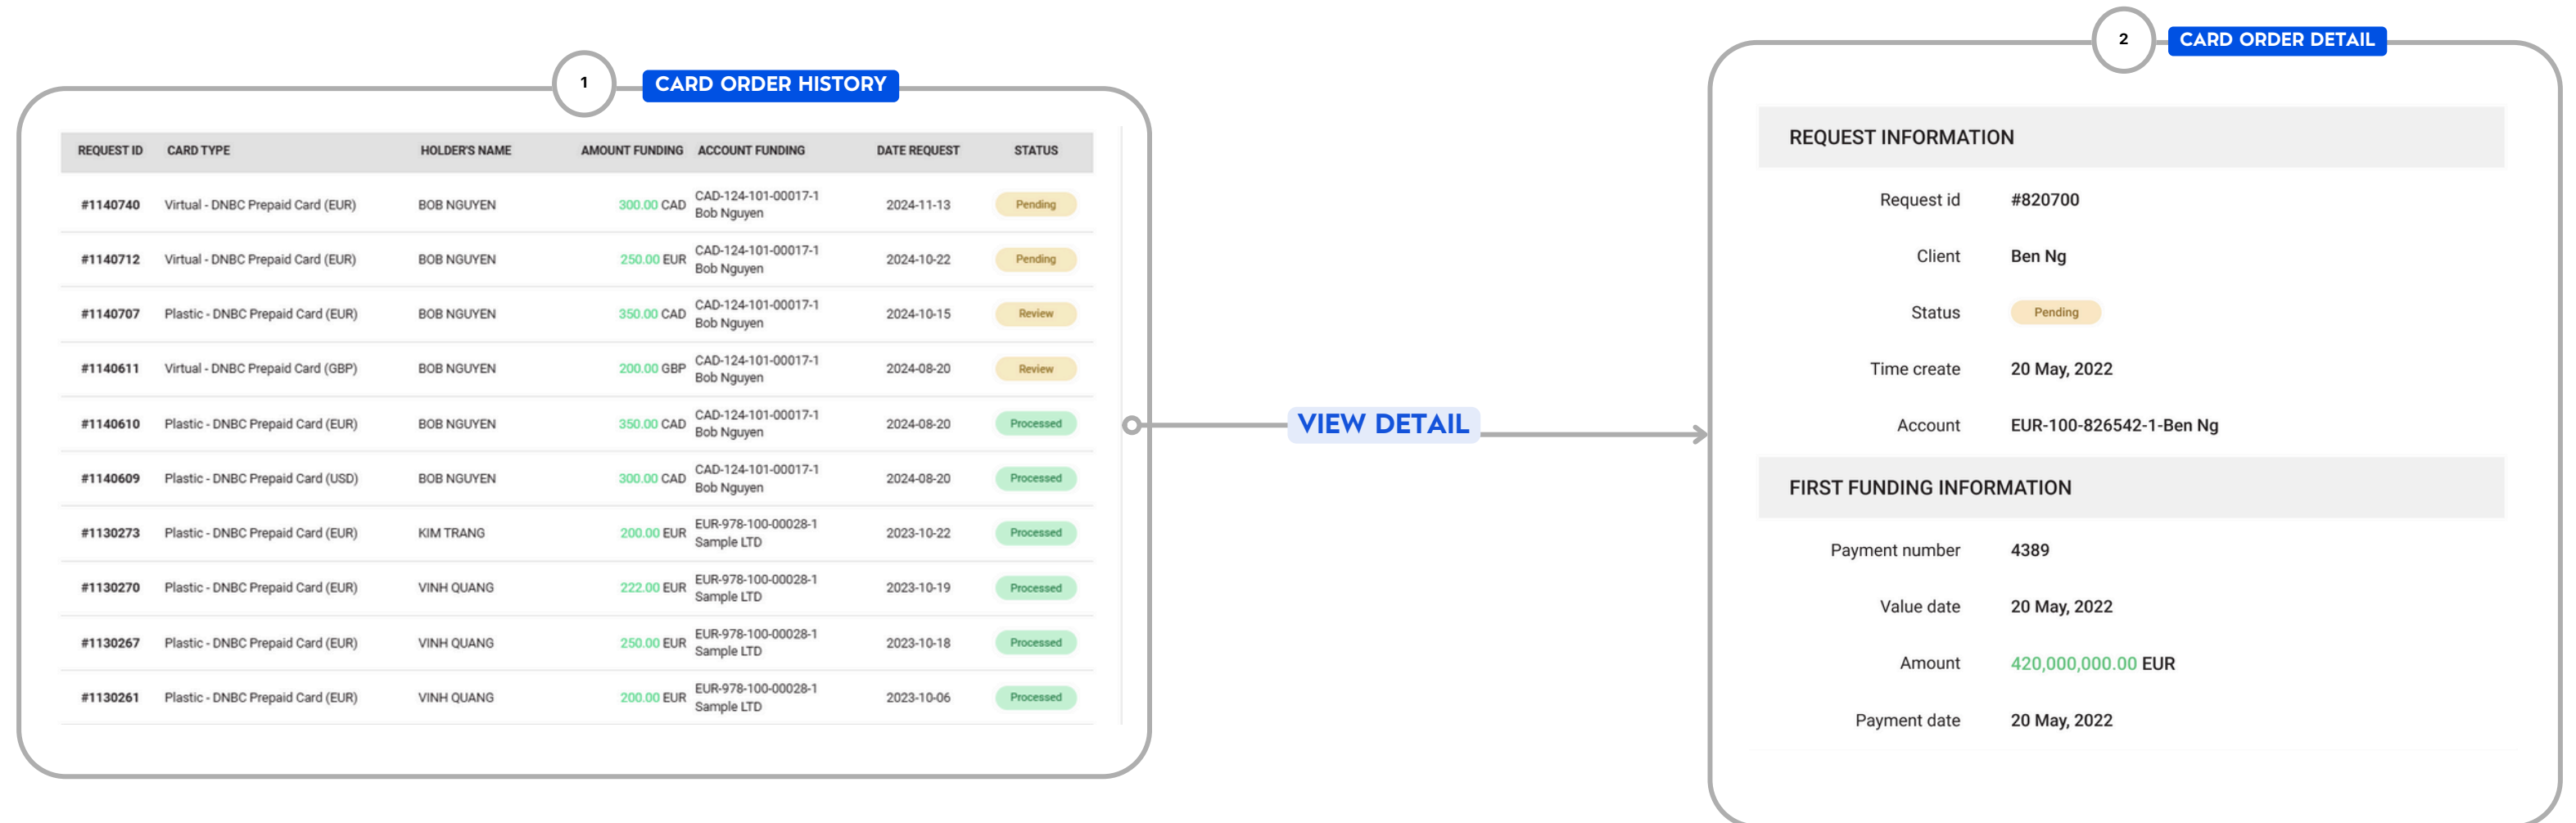 1
CARD ORDER HISTORY
REQUEST ID CARD TYPE HOLDER'S NAME AMOUNT FUNDING ACCOUNT FUNDING DATE REQUEST STATUS
#1140740 Virtual - DNBC Prepaid Card (EUR) BOB NGUYEN 300.00 CAD CAD-124-101-00017-1 2024-11-13 Pending
Bob Nguyen
#1140712 Virtual - DNBC Prepaid Card (EUR) BOB NGUYEN 250.00 EUR CAD-124-101-00017-1 2024-10-22 Pending
Bob Nguyen
#1140707 Plastic - DNBC Prepaid Card (EUR) BOB NGUYEN 350.00 CAD CAD-124-101-00017-1 2024-10-15 Review
Bob Nguyen
#1140611 Virtual - DNBC Prepaid Card (GBP) BOB NGUYEN 200.00 GBP CAD-124-101-00017-1 2024-08-20 Review
Bob Nguyen
#1140610 Plastic - DNBC Prepaid Card (EUR) BOB NGUYEN 350.00 CAD CAD-124-101-00017-1 2024-08-20 Processed
Bob Nguyen
#1140609 Plastic - DNBC Prepaid Card (USD) BOB NGUYEN 300.00 CAD CAD-124-101-00017-1 2024-08-20 Processed
Bob Nguyen
#1130273 Plastic - DNBC Prepaid Card (EUR) KIM TRANG 200.00 EUR EUR-978-100-00028-1 2023-10-22 Processed
Sample LTD
#1130270 Plastic - DNBC Prepaid Card (EUR) VINH QUANG 222.00 EUR EUR-978-100-00028-1 2023-10-19 Processed
Sample LTD
#1130267 Plastic - DNBC Prepaid Card (EUR) VINH QUANG 250.00 EUR EUR-978-100-00028-1 2023-10-18 Processed
Sample LTD
#1130261 Plastic - DNBC Prepaid Card (EUR) VINH QUANG 200.00 EUR EUR-978-100-00028-1 2023-10-06 Processed
Sample LTD
VIEW DETAIL
2
CARD ORDER DETAIL
REQUEST INFORMATION
Request id #820700
Client Ben Ng
Status Pending
Time create 20 May, 2022
Account EUR-100-826542-1-Ben Ng
FIRST FUNDING INFORMATION
Payment number 4389
Value date 20 May, 2022
Amount 420,000,000.00 EUR
Payment date 20 May, 2022